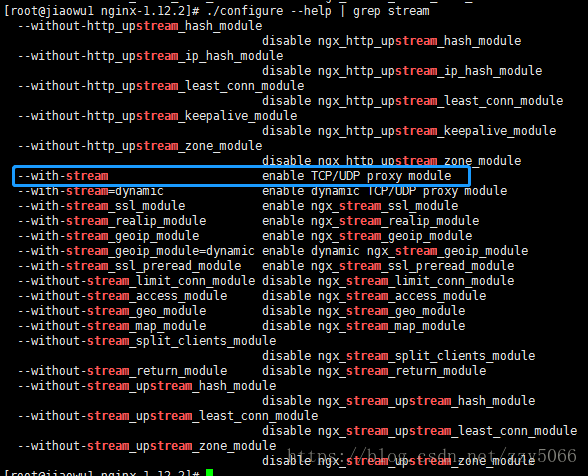 [root@jiaowu1 nginx-1.12.2]# ./configure --help | grep stream
--without-http_upstream_hash_module
disable ngx_http_upstream_hash_module
--without-http_upstream_ip_hash_module
disable ngx_http_upstream_ip_hash_module
--without-http_upstream_least_conn_module
disable ngx_http_upstream_least_conn_module
--without-http_upstream_keepalive_module
disable ngx_http_upstream_keepalive_module
--without-http_upstream_zone_module
disable ngx_http_upstream_zone_module
--with-stream enable TCP/UDP proxy module
--with-stream=dynamic enable dynamic TCP/UDP proxy module
--with-stream_ssl_module enable ngx_stream_ssl_module
--with-stream_realip_module enable ngx_stream_realip_module
--with-stream_geoip_module enable ngx_stream_geoip_module
--with-stream_geoip_module=dynamic enable dynamic ngx_stream_geoip_module
--with-stream_ssl_preread_module enable ngx_stream_ssl_preread_module
--without-stream_limit_conn_module disable ngx_stream_limit_conn_module
--without-stream_access_module disable ngx_stream_access_module
--without-stream_geo_module disable ngx_stream_geo_module
--without-stream_map_module disable ngx_stream_map_module
--without-stream_split_clients_module
disable ngx_stream_split_clients_module
--without-stream_return_module disable ngx_stream_return_module
--without-stream_upstream_hash_module
disable ngx_stream_upstream_hash_module
--without-stream_upstream_least_conn_module
disable ngx_stream_upstream_least_conn_module
--without-stream_upstream_zone_module
disable ngx_stream_upstream_zone_module
[root@jiaowu1 nginx-1.12.2]#